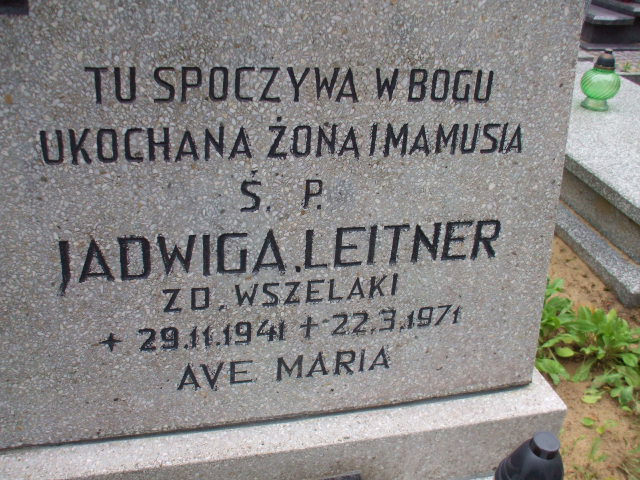 TU SPOCZYWA W BOGU
UKOCHANA ŻONA I MAMUSIA
Ś. P.
JADWIGA LEITNER
ZD. WSZELAKI
+ 29.11.1941 + 22.3.1971
AVE MARIA